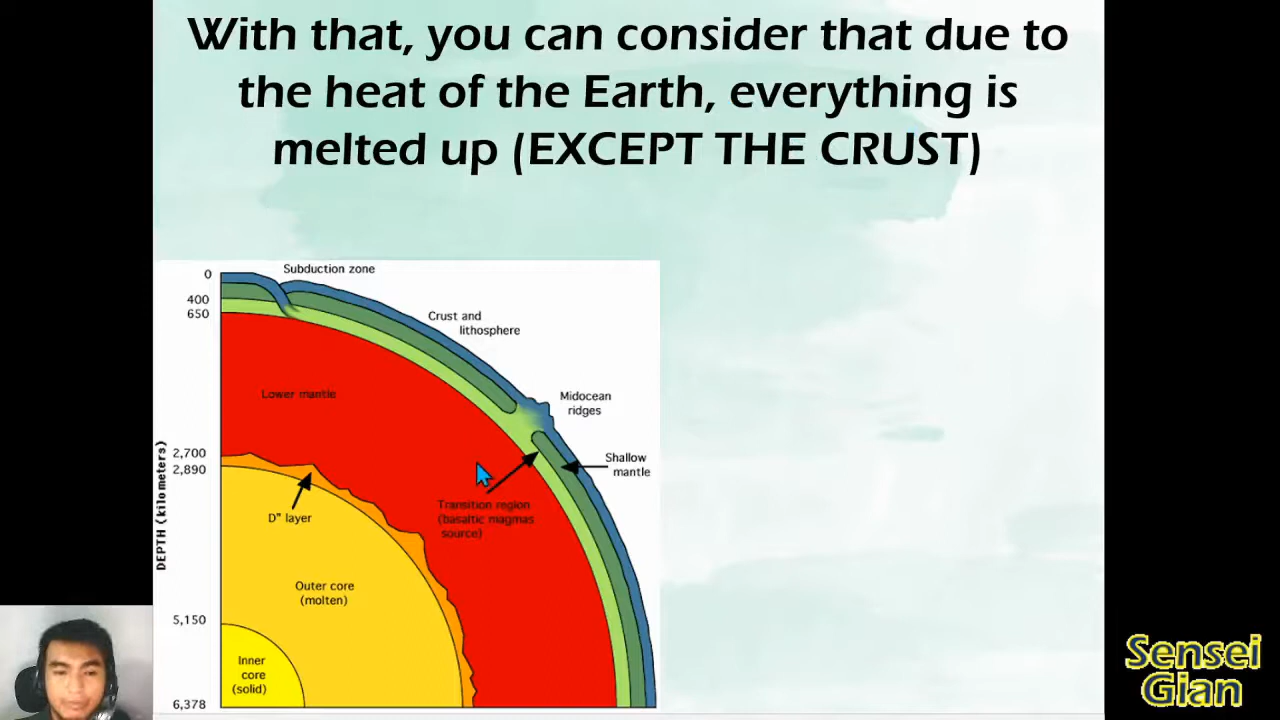 With that, you can consider that due to
the heat of the Earth, everything is
melted up (EXCEPT THE CRUST)
0
Subduction zone
400
650
Crust and
lithosphere
Lower mantle
Midocean
ridges
Shallow
mantle
2,700
2,890
Transition region
(basaltic magmas
source)
D" layer
DEPTH (kilometers)
Outer core
(molten)
5,150
Inner
core
(solid)
6,378
Sensei
Gian